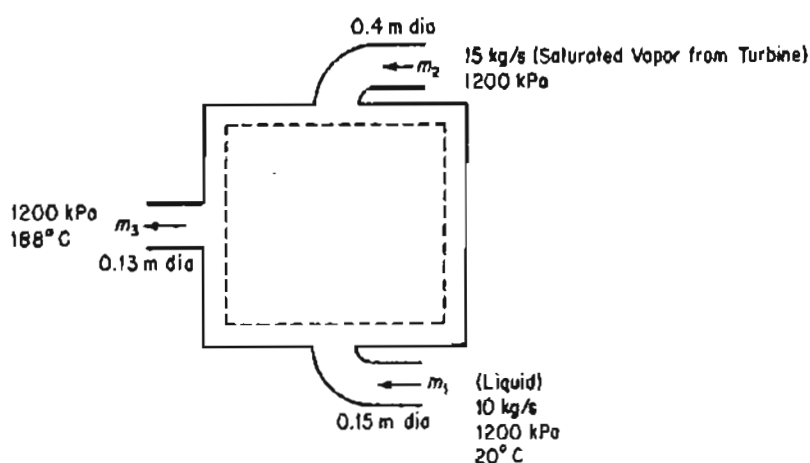 0.4 m dia
m₂
15 kg/s (Saturated Vapor from Turbine)
1200 kPa
1200 kPa
188° C
m₃
0.13 m dia
m₁
(Liquid)
10 kg/s
1200 kPa
20° C
0.15 m dia